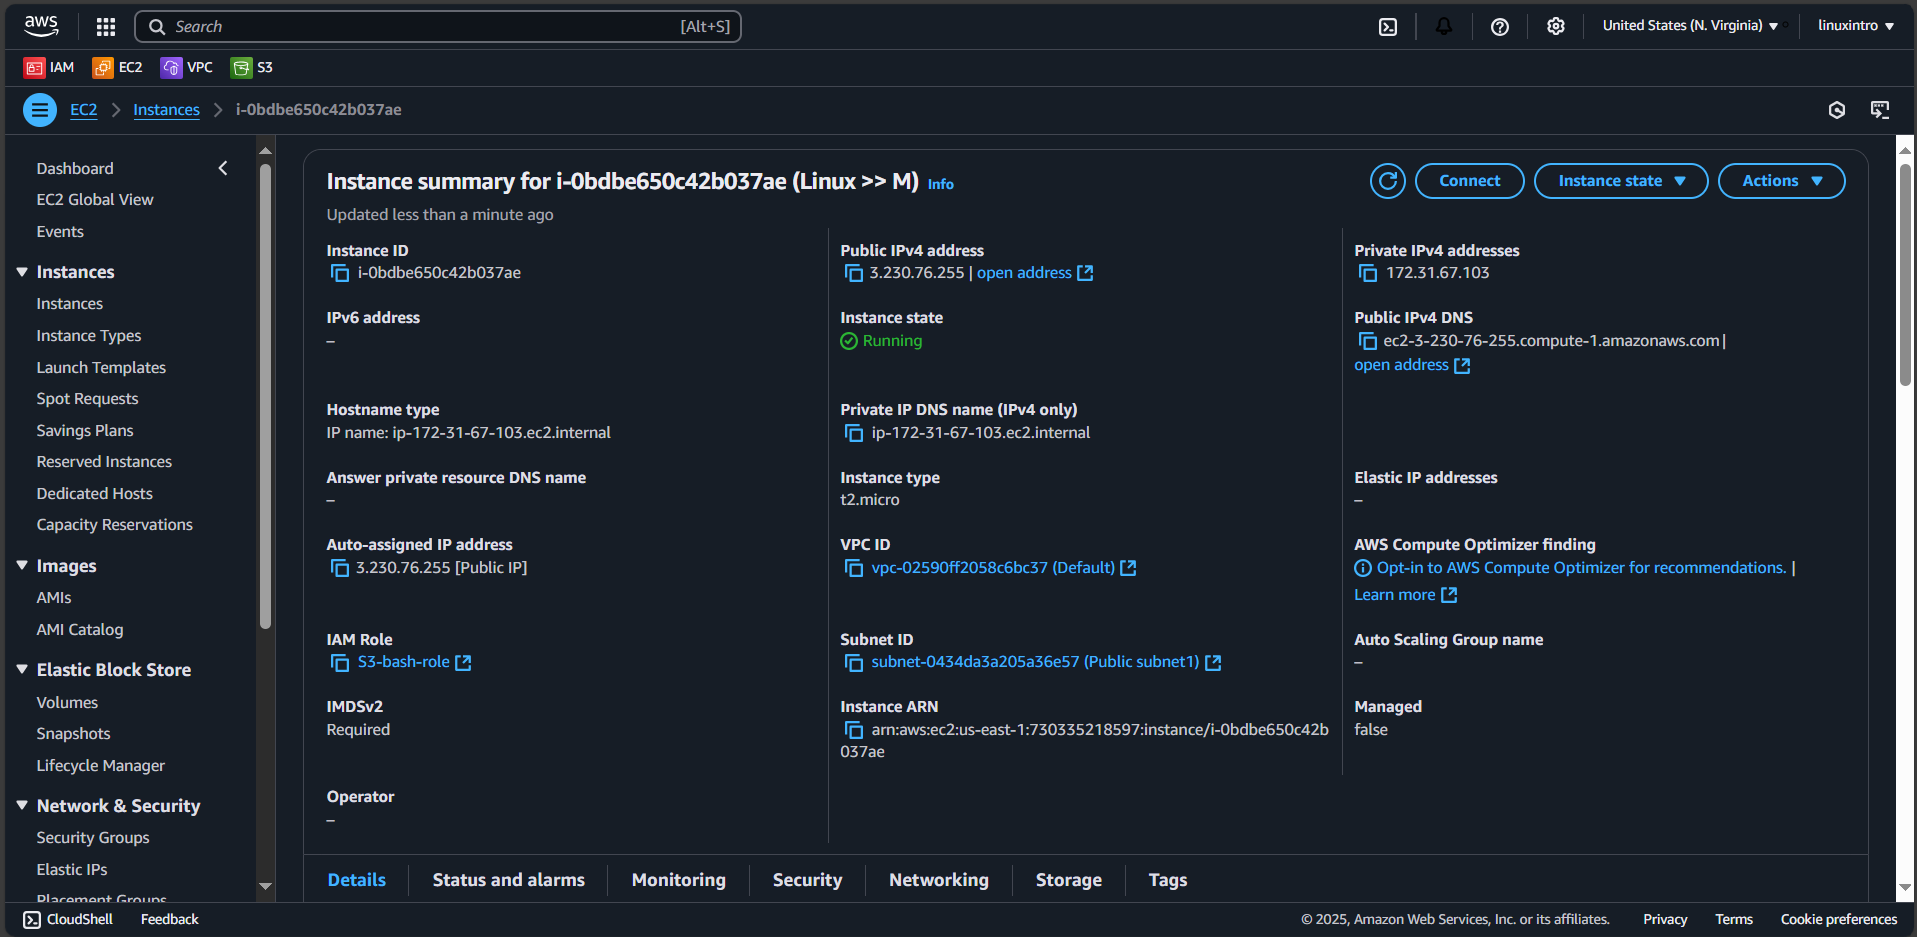 aws
Search [Alt+S]
United States (N. Virginia)
linuxintro
IAM
EC2
VPC
S3
EC2
Instances
i-0bdbe650c42b037ae
Dashboard
EC2 Global View
Events
Instances
Instances
Instance Types
Launch Templates
Spot Requests
Savings Plans
Reserved Instances
Dedicated Hosts
Capacity Reservations
Images
AMIs
AMI Catalog
Elastic Block Store
Volumes
Snapshots
Lifecycle Manager
Network & Security
Security Groups
Elastic IPs
Placement Groups
Instance summary for i-0bdbe650c42b037ae (Linux >> M) Info
Updated less than a minute ago
Connect
Instance state
Actions
Instance ID
i-0bdbe650c42b037ae
Public IPv4 address
3.230.76.255 | open address
Private IPv4 addresses
172.31.67.103
IPv6 address
–
Instance state
Running
Public IPv4 DNS
ec2-3-230-76-255.compute-1.amazonaws.com |
open address
Hostname type
IP name: ip-172-31-67-103.ec2.internal
Private IP DNS name (IPv4 only)
ip-172-31-67-103.ec2.internal
Answer private resource DNS name
–
Instance type
t2.micro
Elastic IP addresses
–
Auto-assigned IP address
3.230.76.255 [Public IP]
VPC ID
vpc-02590ff2058c6bc37 (Default)
AWS Compute Optimizer finding
Opt-in to AWS Compute Optimizer for recommendations. |
Learn more
IAM Role
S3-bash-role
Subnet ID
subnet-0434da3a205a36e57 (Public subnet1)
Auto Scaling Group name
–
IMDSv2
Required
Instance ARN
arn:aws:ec2:us-east-1:730335218597:instance/i-0bdbe650c42b
037ae
Managed
false
Operator
–
Details
Status and alarms
Monitoring
Security
Networking
Storage
Tags
CloudShell
Feedback
© 2025, Amazon Web Services, Inc. or its affiliates.
Privacy
Terms
Cookie preferences